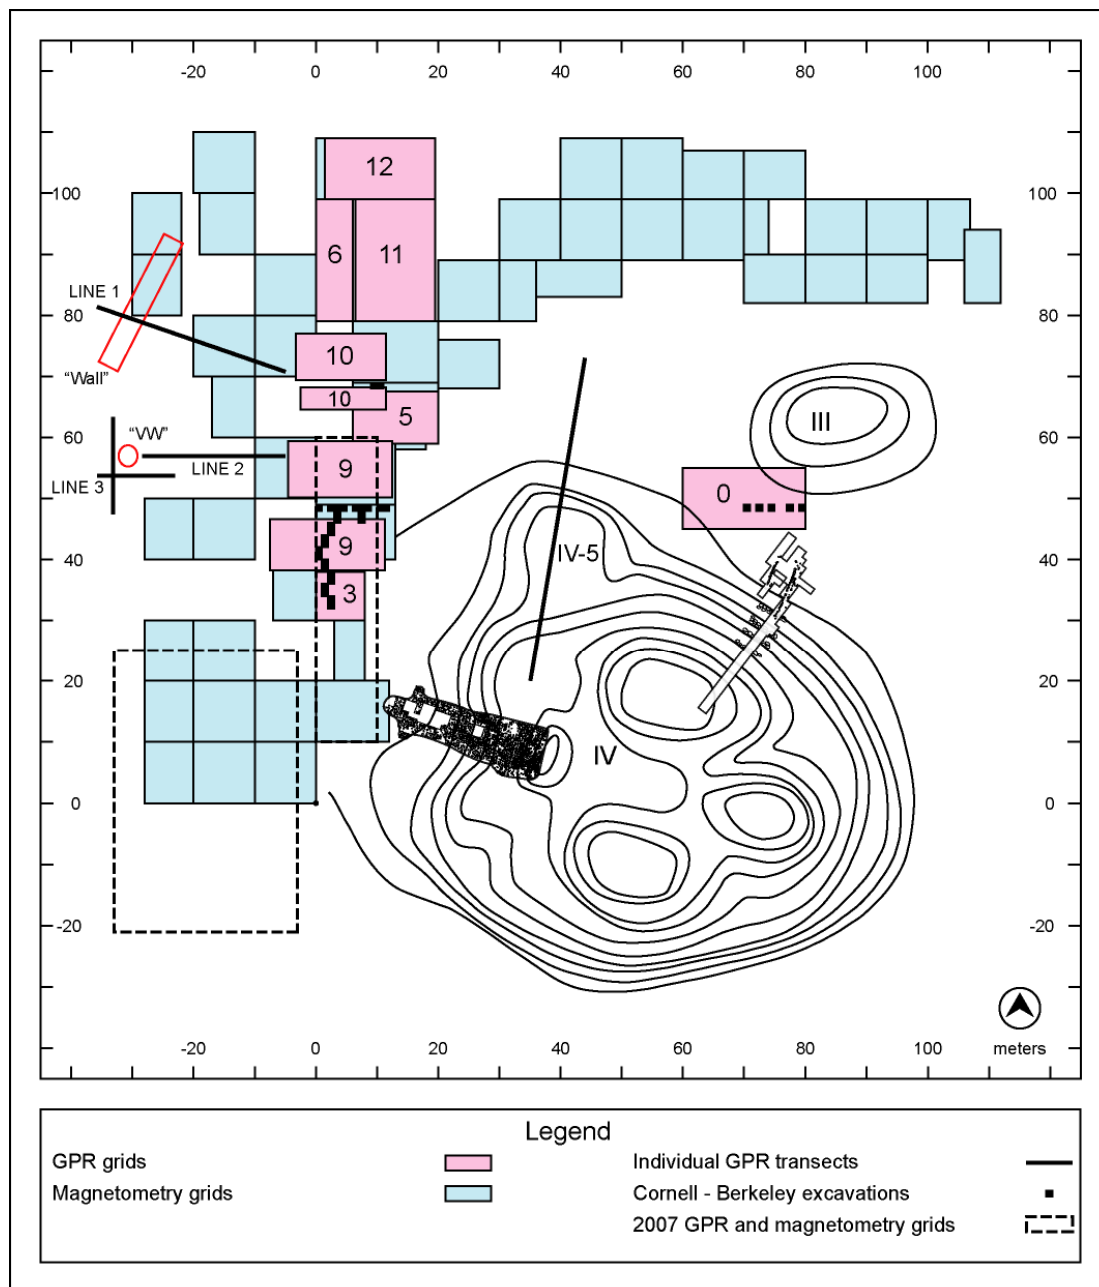 -20 0 20 40 60 80 100
100 100
80 80
60 60
40 40
20 20
0 0
-20 -20
-20 0 20 40 60 80 100
12
6 11
LINE 1
10
"Wall"
10
5
III
"VW"
LINE 2
9
LINE 3
0
9
IV-5
3
IV
meters
Legend
GPR grids
Magnetometry grids
Individual GPR transects
Cornell - Berkeley excavations
2007 GPR and magnetometry grids